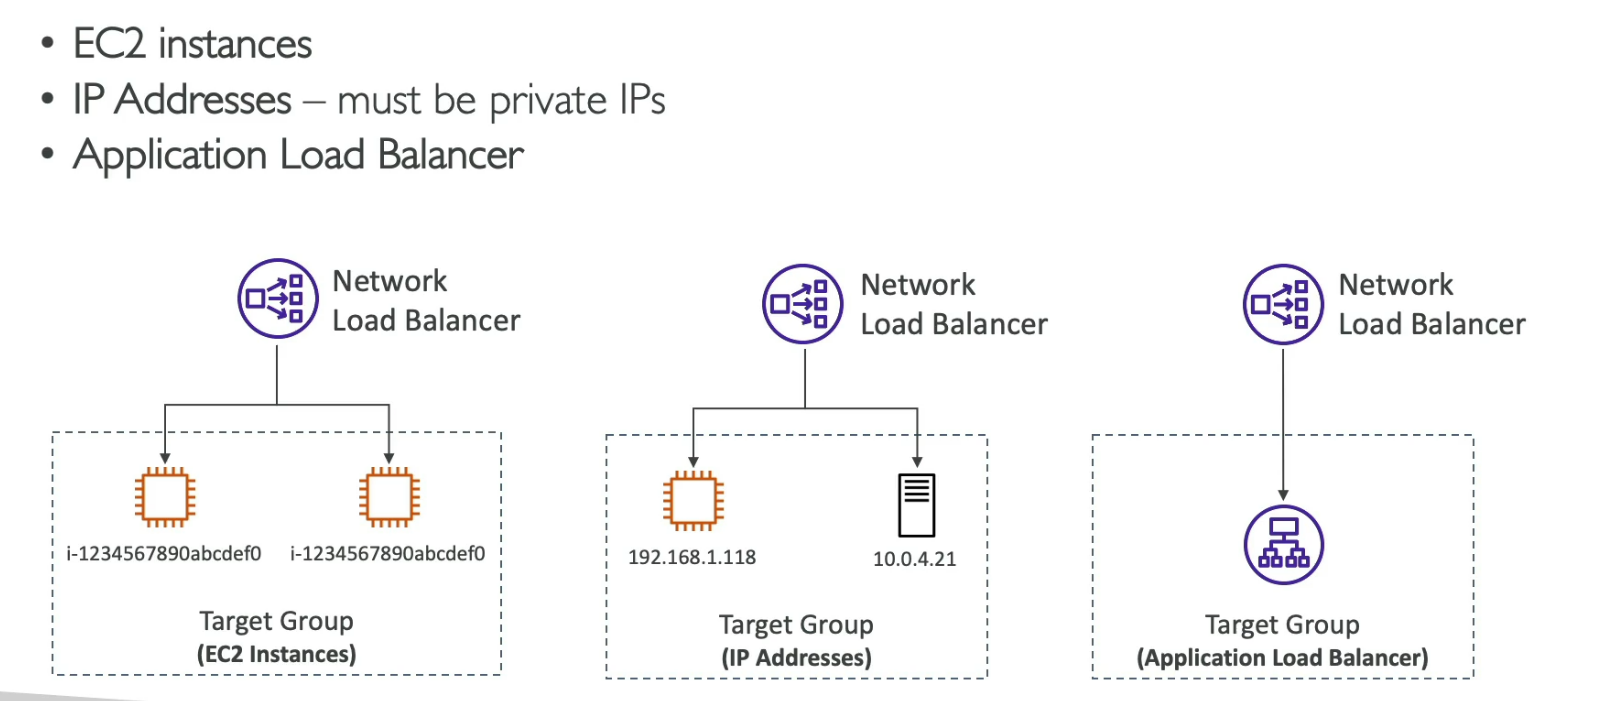 • EC2 instances
• IP Addresses – must be private IPs
• Application Load Balancer
Network
Load Balancer
i-1234567890abcdef0
i-1234567890abcdef0
Target Group
(EC2 Instances)
Network
Load Balancer
192.168.1.118
10.0.4.21
Target Group
(IP Addresses)
Network
Load Balancer
Target Group
(Application Load Balancer)